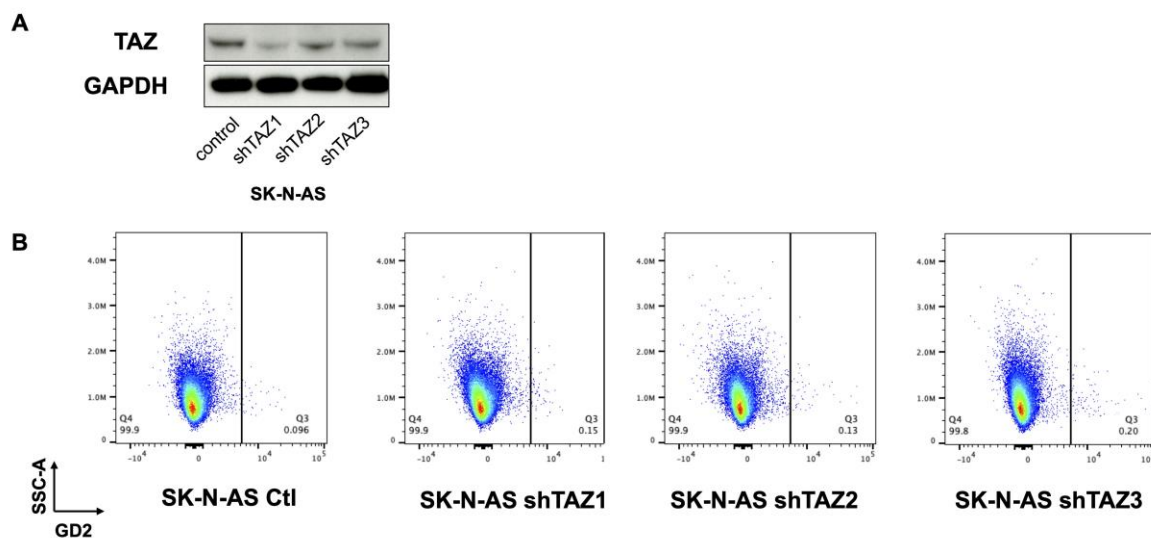 A
TAZ
GAPDH
control
shTAZ1
shTAZ2
shTAZ3
SK-N-AS
B
4.0M
3.0M
2.0M
1.0M
0
Q4
99.9
Q3
0.096
-10⁴ 0 10⁴ 10⁵
4.0M
3.0M
2.0M
1.0M
0
Q4
99.9
Q3
0.15
-10⁴ 0 10⁴ 1
4.0M
3.0M
2.0M
1.0M
0
Q4
99.9
Q3
0.13
-10⁴ 0 10⁴ 10⁵
4.0M
3.0M
2.0M
1.0M
0
Q4
99.8
Q3
0.20
-10⁴ 0 10⁴
SSC-A
GD2
SK-N-AS Ctl
SK-N-AS shTAZ1
SK-N-AS shTAZ2
SK-N-AS shTAZ3